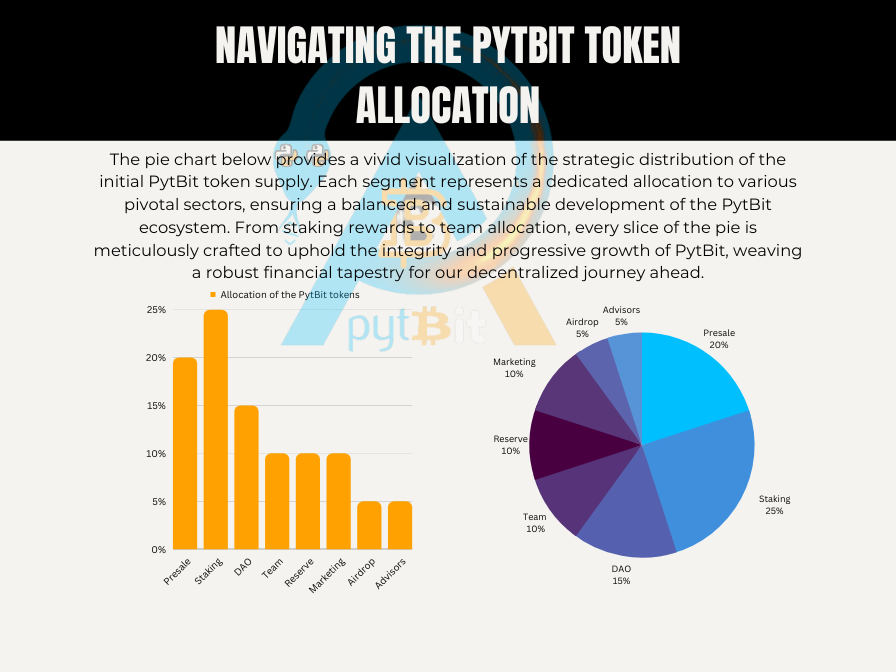 NAVIGATING THE PYTBIT TOKEN
ALLOCATION
The pie chart below provides a vivid visualization of the strategic distribution of the
initial PytBit token supply. Each segment represents a dedicated allocation to various
pivotal sectors, ensuring a balanced and sustainable development of the PytBit
ecosystem. From staking rewards to team allocation, every slice of the pie is
meticulously crafted to uphold the integrity and progressive growth of PytBit, weaving
a robust financial tapestry for our decentralized journey ahead.
pytBit
Allocation of the PytBit tokens
25%
20%
15%
10%
5%
0%
Presale
Staking
DAO
Team
Reserve
Marketing
Airdrop
Advisors
Presale
20%
Staking
25%
DAO
15%
Team
10%
Reserve
10%
Marketing
10%
Airdrop
5%
Advisors
5%